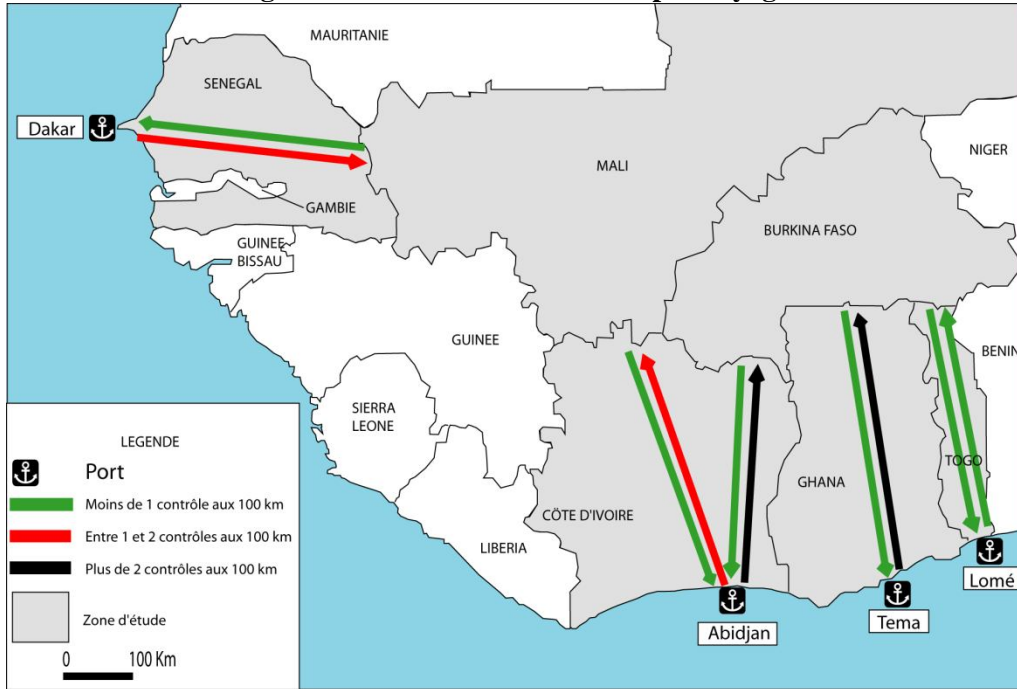 MAURITANIE
SENEGAL
Dakar
MALI
NIGER
GAMBIE
BURKINA FASO
GUINEE
BISSAU
GUINEE
BENIN
SIERRA
LEONE
LEGENDE
Port
Moins de 1 contrôle aux 100 km
Entre 1 et 2 contrôles aux 100 km
Plus de 2 contrôles aux 100 km
Zone d'étude
0 100 Km
CÖTE D'IVOIRE
LIBERIA
GHANA
TOGO
Abidjan
Tema
Lomé